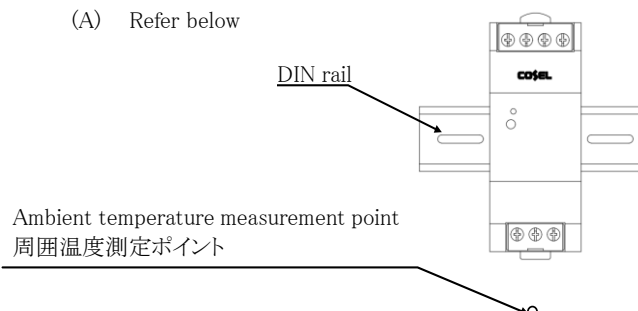 (A) Refer below
COSEL
DIN rail
Ambient temperature measurement point
周囲温度測定ポイント